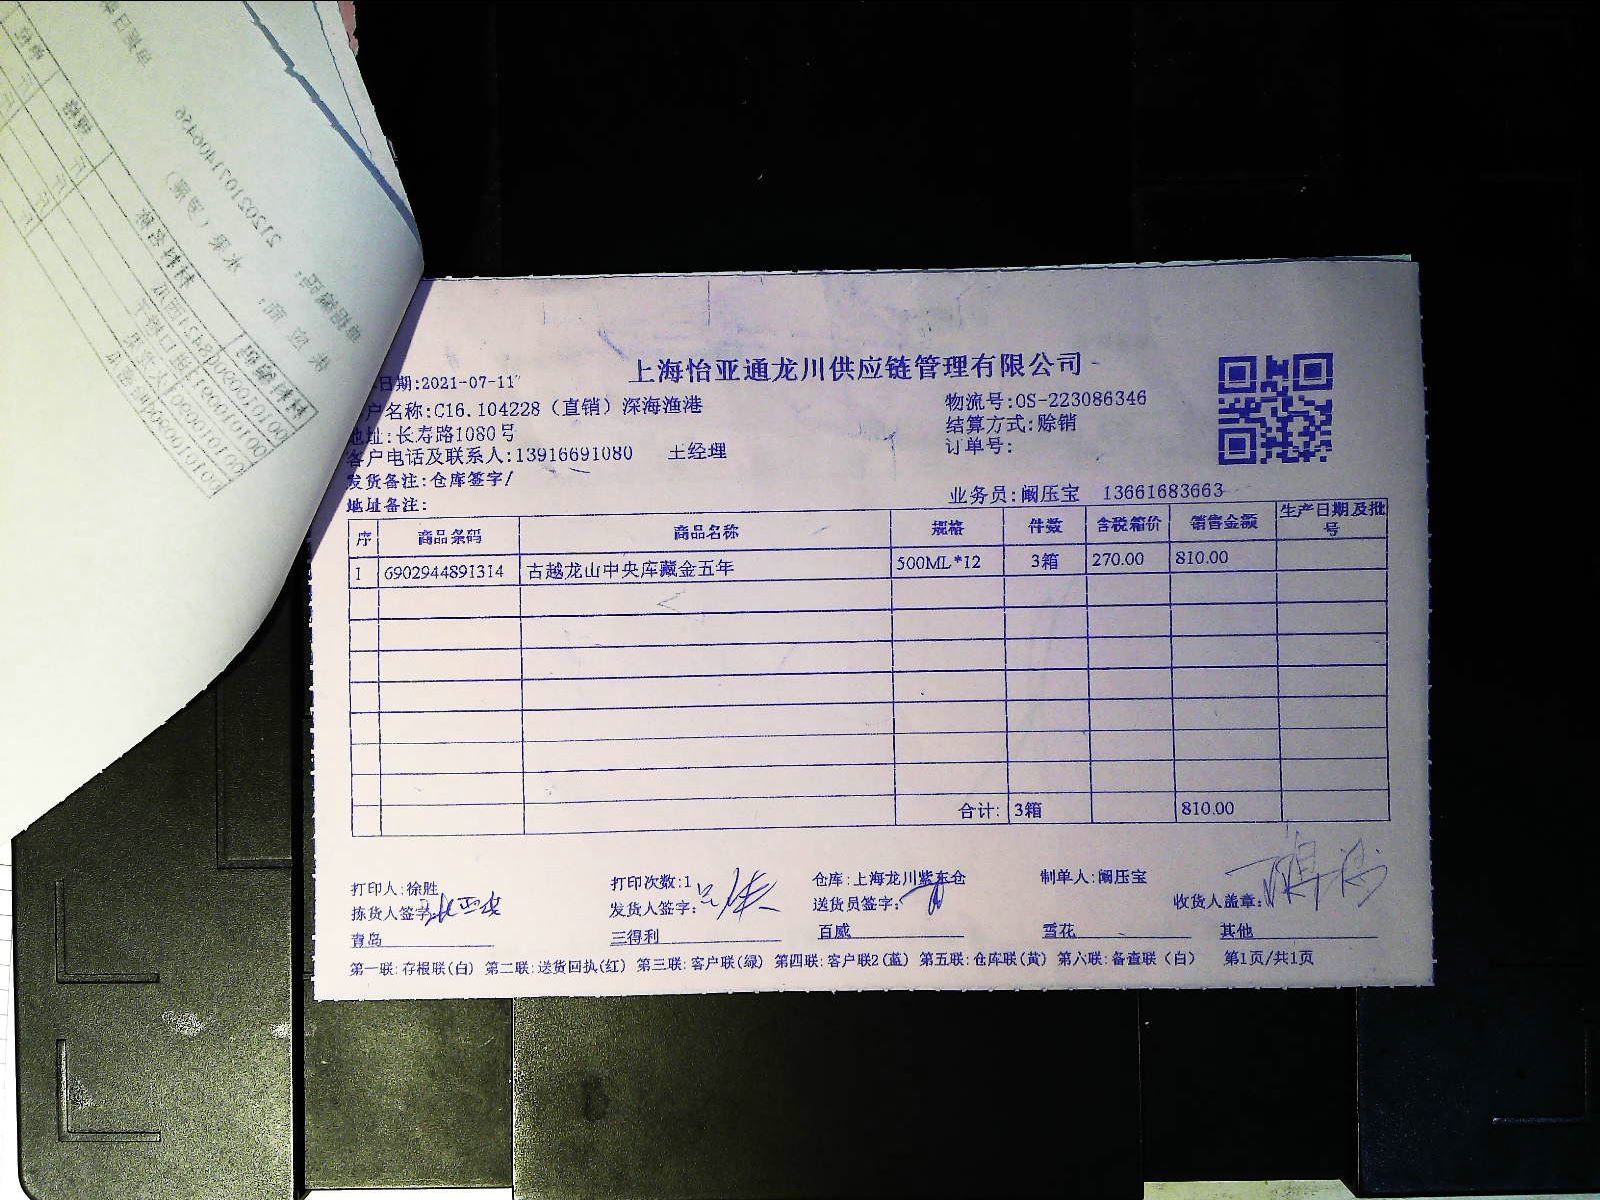 上海怡亚通龙川供应链管理有限公司
日期:2021-07-11
户名称:C16.104228（直销）深海渔港
物流号:OS-223086346
地址:长寿路1080号
结算方式:赊销
客户电话及联系人:13916691080 王经理
订单号:
发货备注:仓库签字/
地址备注:
业务员:阚压宝 13661683663
序 商品条码 商品名称 规格 件数 含税箱价 销售金额 生产日期及批号
1 6902944891314 古越龙山中央库藏金五年 500ML*12 3箱 270.00 810.00
合计: 3箱 810.00
打印人:徐胜 打印次数:1 仓库:上海龙川紫东仓 制单人:阚压宝
拣货人签字 发货人签字: 送货员签字: 收货人盖章:
青岛 三得利 百威 雪花 其他
第一联:存根联(白) 第二联:送货回执(红) 第三联:客户联(绿) 第四联:客户联2(蓝) 第五联:仓库联(黄) 第六联:备查联（白） 第1页/共1页